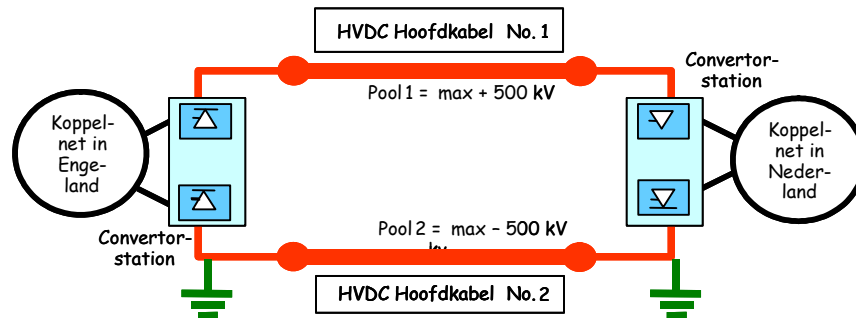 HVDC Hoofdkabel No. 1
Convertor-
station
Pool 1 = max + 500 kV
Koppel-
net in
Enge-
land
Koppel-
net in
Neder-
land
Pool 2 = max – 500 kV
Convertor-
station
HVDC Hoofdkabel No. 2